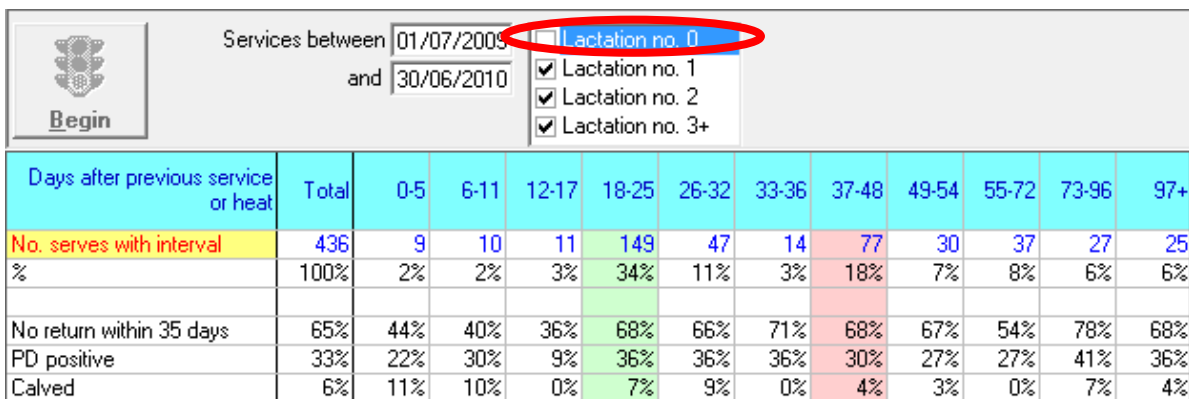 Services between 01/07/2009 Lactation no. 0
and 30/06/2010 Lactation no. 1
Lactation no. 2
Begin Lactation no. 3+
Days after previous service or heat Total 0-5 6-11 12-17 18-25 26-32 33-36 37-48 49-54 55-72 73-96 97+
No. serves with interval 436 9 10 11 149 47 14 77 30 37 27 25
% 100% 2% 2% 3% 34% 11% 3% 18% 7% 8% 6% 6%
No return within 35 days 65% 44% 40% 36% 68% 66% 71% 68% 67% 54% 78% 68%
PD positive 33% 22% 30% 9% 36% 36% 36% 30% 27% 27% 41% 36%
Calved 6% 11% 10% 0% 7% 9% 0% 4% 3% 0% 7% 4%